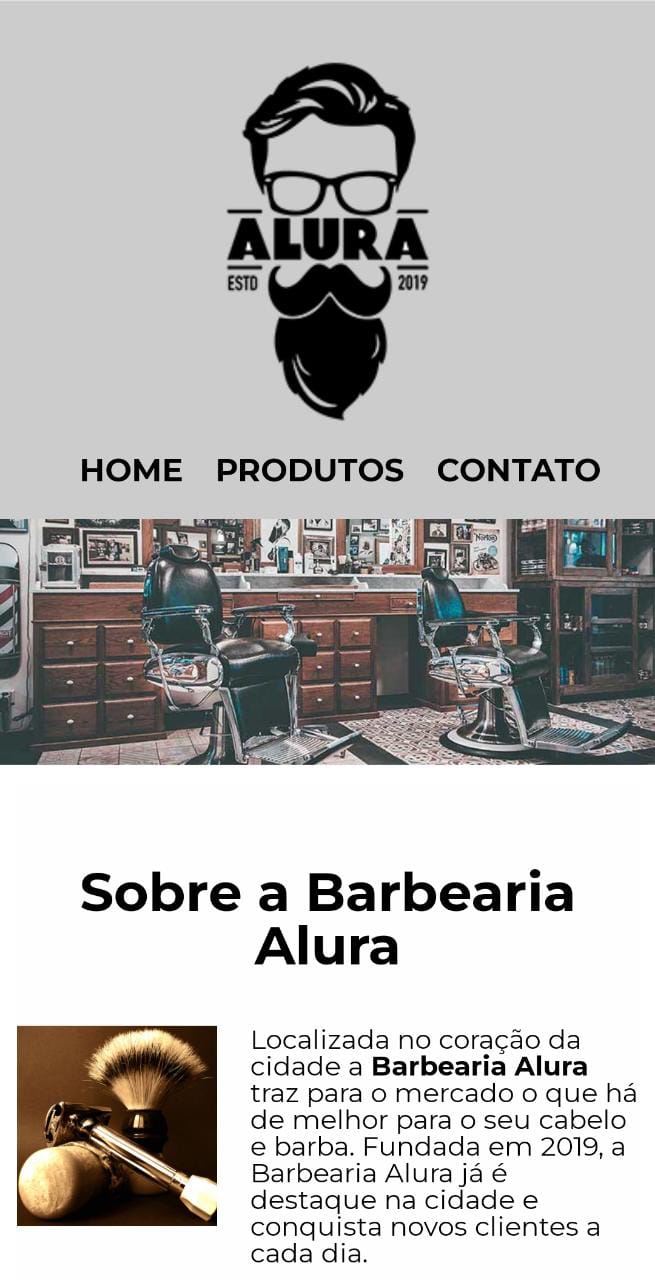 ALURA
ESTD 2019
HOME PRODUTOS CONTATO
Norton
Sobre a Barbearia
Alura
Localizada no coração da
cidade a Barbearia Alura
traz para o mercado o que há
de melhor para o seu cabelo
e barba. Fundada em 2019, a
Barbearia Alura já é
destaque na cidade e
conquista novos clientes a
cada dia.